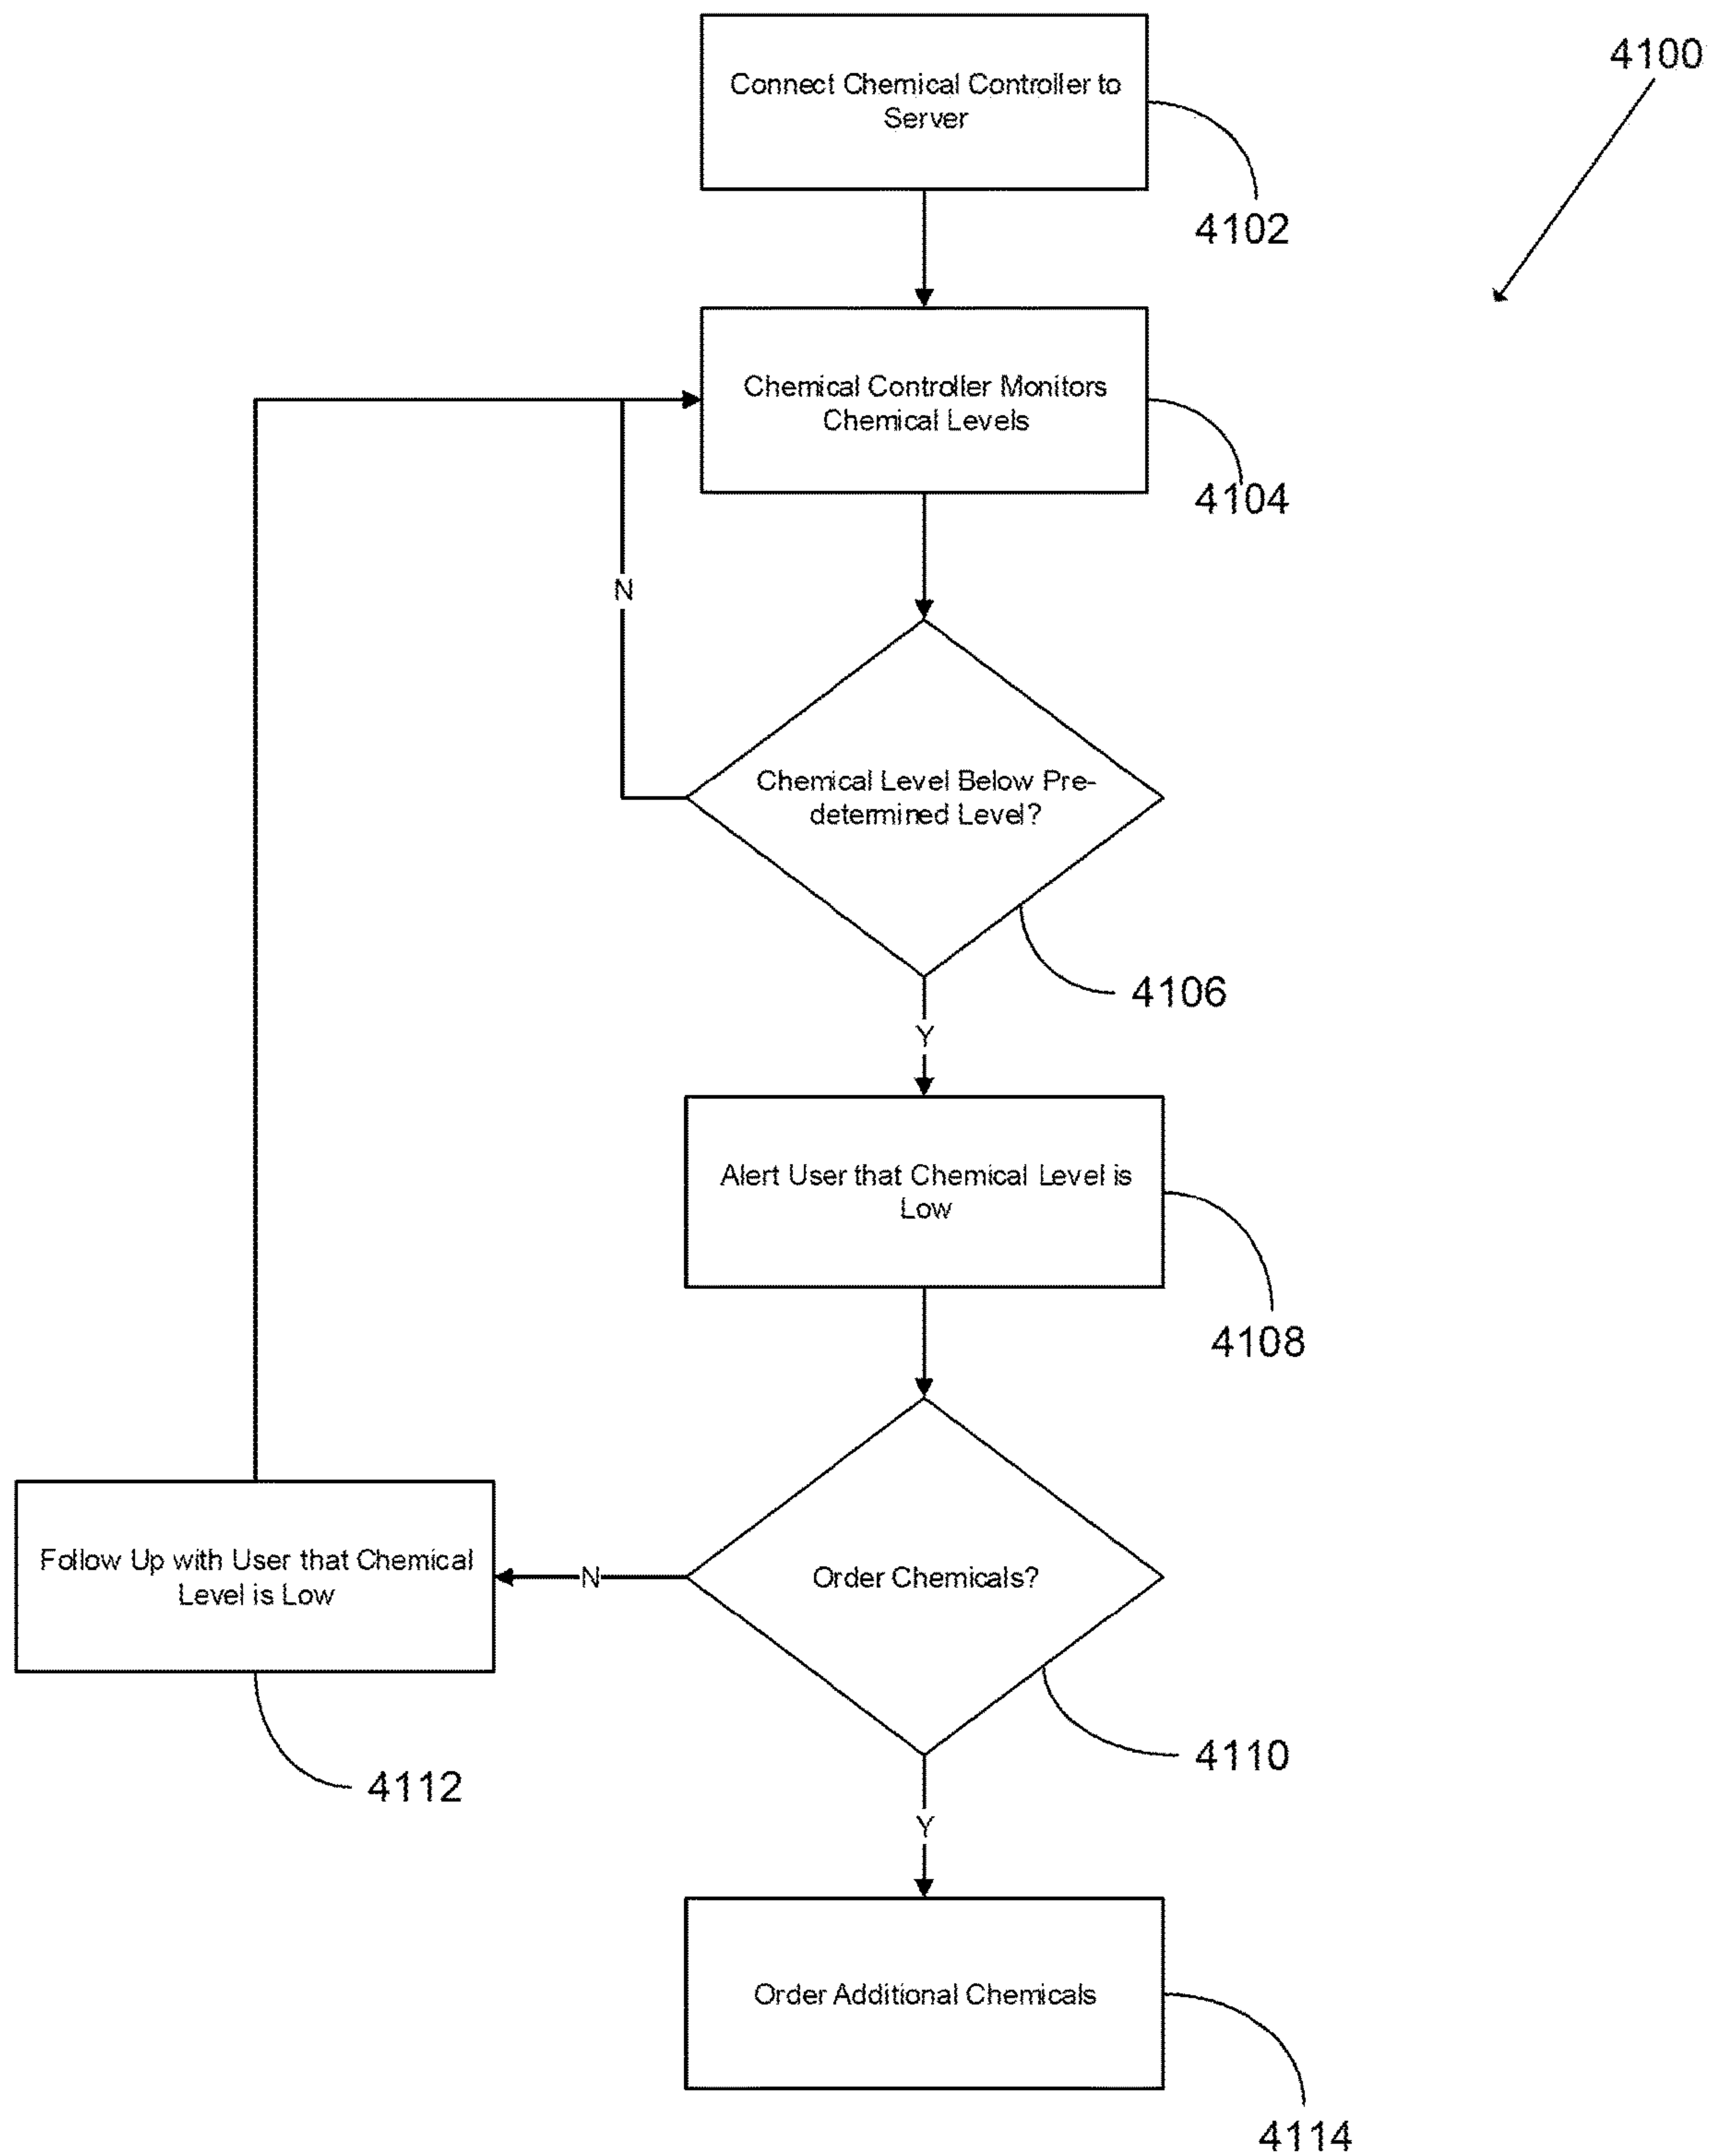 4100
Connect Chemical Controller to
Server
4102
Chemical Controller Monitors
Chemical Levels
4104
N
Chemical Level Below Pre-
determined Level?
4106
Y
Alert User that Chemical Level is
Low
4108
Order Chemicals?
4110
N
Follow Up with User that Chemical
Level is Low
4112
Y
Order Additional Chemicals
4114